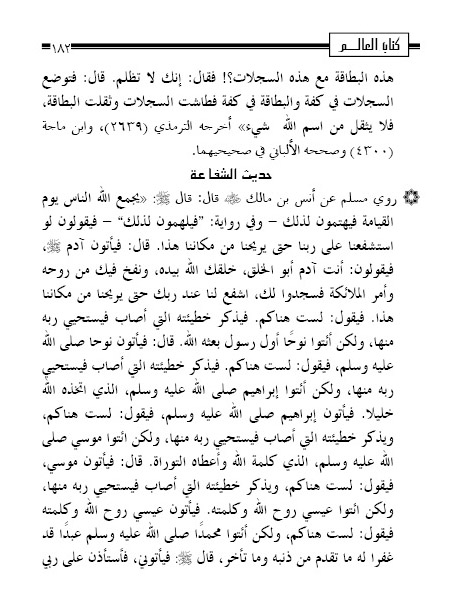 كتاب العالم
١٨٢
هذه البطاقة مع هذه السجلات؟! فقال: إنك لا تظلم. قال: فتوضع
السجلات في كفة والبطاقة في كفة فطاشت السجلات وثقلت البطاقة،
فلا يثقل من اسم الله شيء» أخرجه الترمذي (٢٦٣٩)، وابن ماجة
(٤٣٠٠) وصححه الألباني في صحيحيهما.
حديث الشفاعة
روي مسلم عن أنس بن مالك ﷺ قال: قال ﷺ: «يجمع الله الناس يوم
القيامة فيهتمون لذلك – وفي رواية: ”فيلهمون لذلك“ – فيقولون لو
استشفعنا على ربنا حتى يريحنا من مكاننا هذا. قال: فيأتون آدم ﷺ،
فيقولون: أنت آدم أبو الخلق، خلقك الله بيده، ونفخ فيك من روحه
وأمر الملائكة فسجدوا لك، اشفع لنا عند ربك حتى يريحنا من مكاننا
هذا. فيقول: لست هناكم. فيذكر خطيئته التي أصاب فيستحيي ربه
منها، ولكن أئتوا نوحًا أول رسول بعثه الله. قال: فيأتون نوحا صلى الله
عليه وسلم، فيقول: لست هناكم. فيذكر خطيئته التي أصاب فيستحيي
ربه منها، ولكن أئتوا إبراهيم صلى الله عليه وسلم، الذي اتخذه الله
خليلا. فيأتون إبراهيم صلى الله عليه وسلم، فيقول: لست هناكم،
ويذكر خطيئته التي أصاب فيستحيي ربه منها، ولكن ائتوا موسي صلى
الله عليه وسلم، الذي كلمة الله وأعطاه التوراة. قال: فيأتون موسي،
فيقول: لست هناكم، ويذكر خطيئته التي أصاب فيستحيي ربه منها،
ولكن ائتوا عيسي روح الله وكلمته. فيأتون عيسي روح الله وكلمته
فيقول: لست هناكم، ولكن أئتوا محمدًا صلى الله عليه وسلم عبدًا قد
غفرا له ما تقدم من ذنبه وما تأخر، قال ﷺ: فيأتوني، فأستأذن على ربي